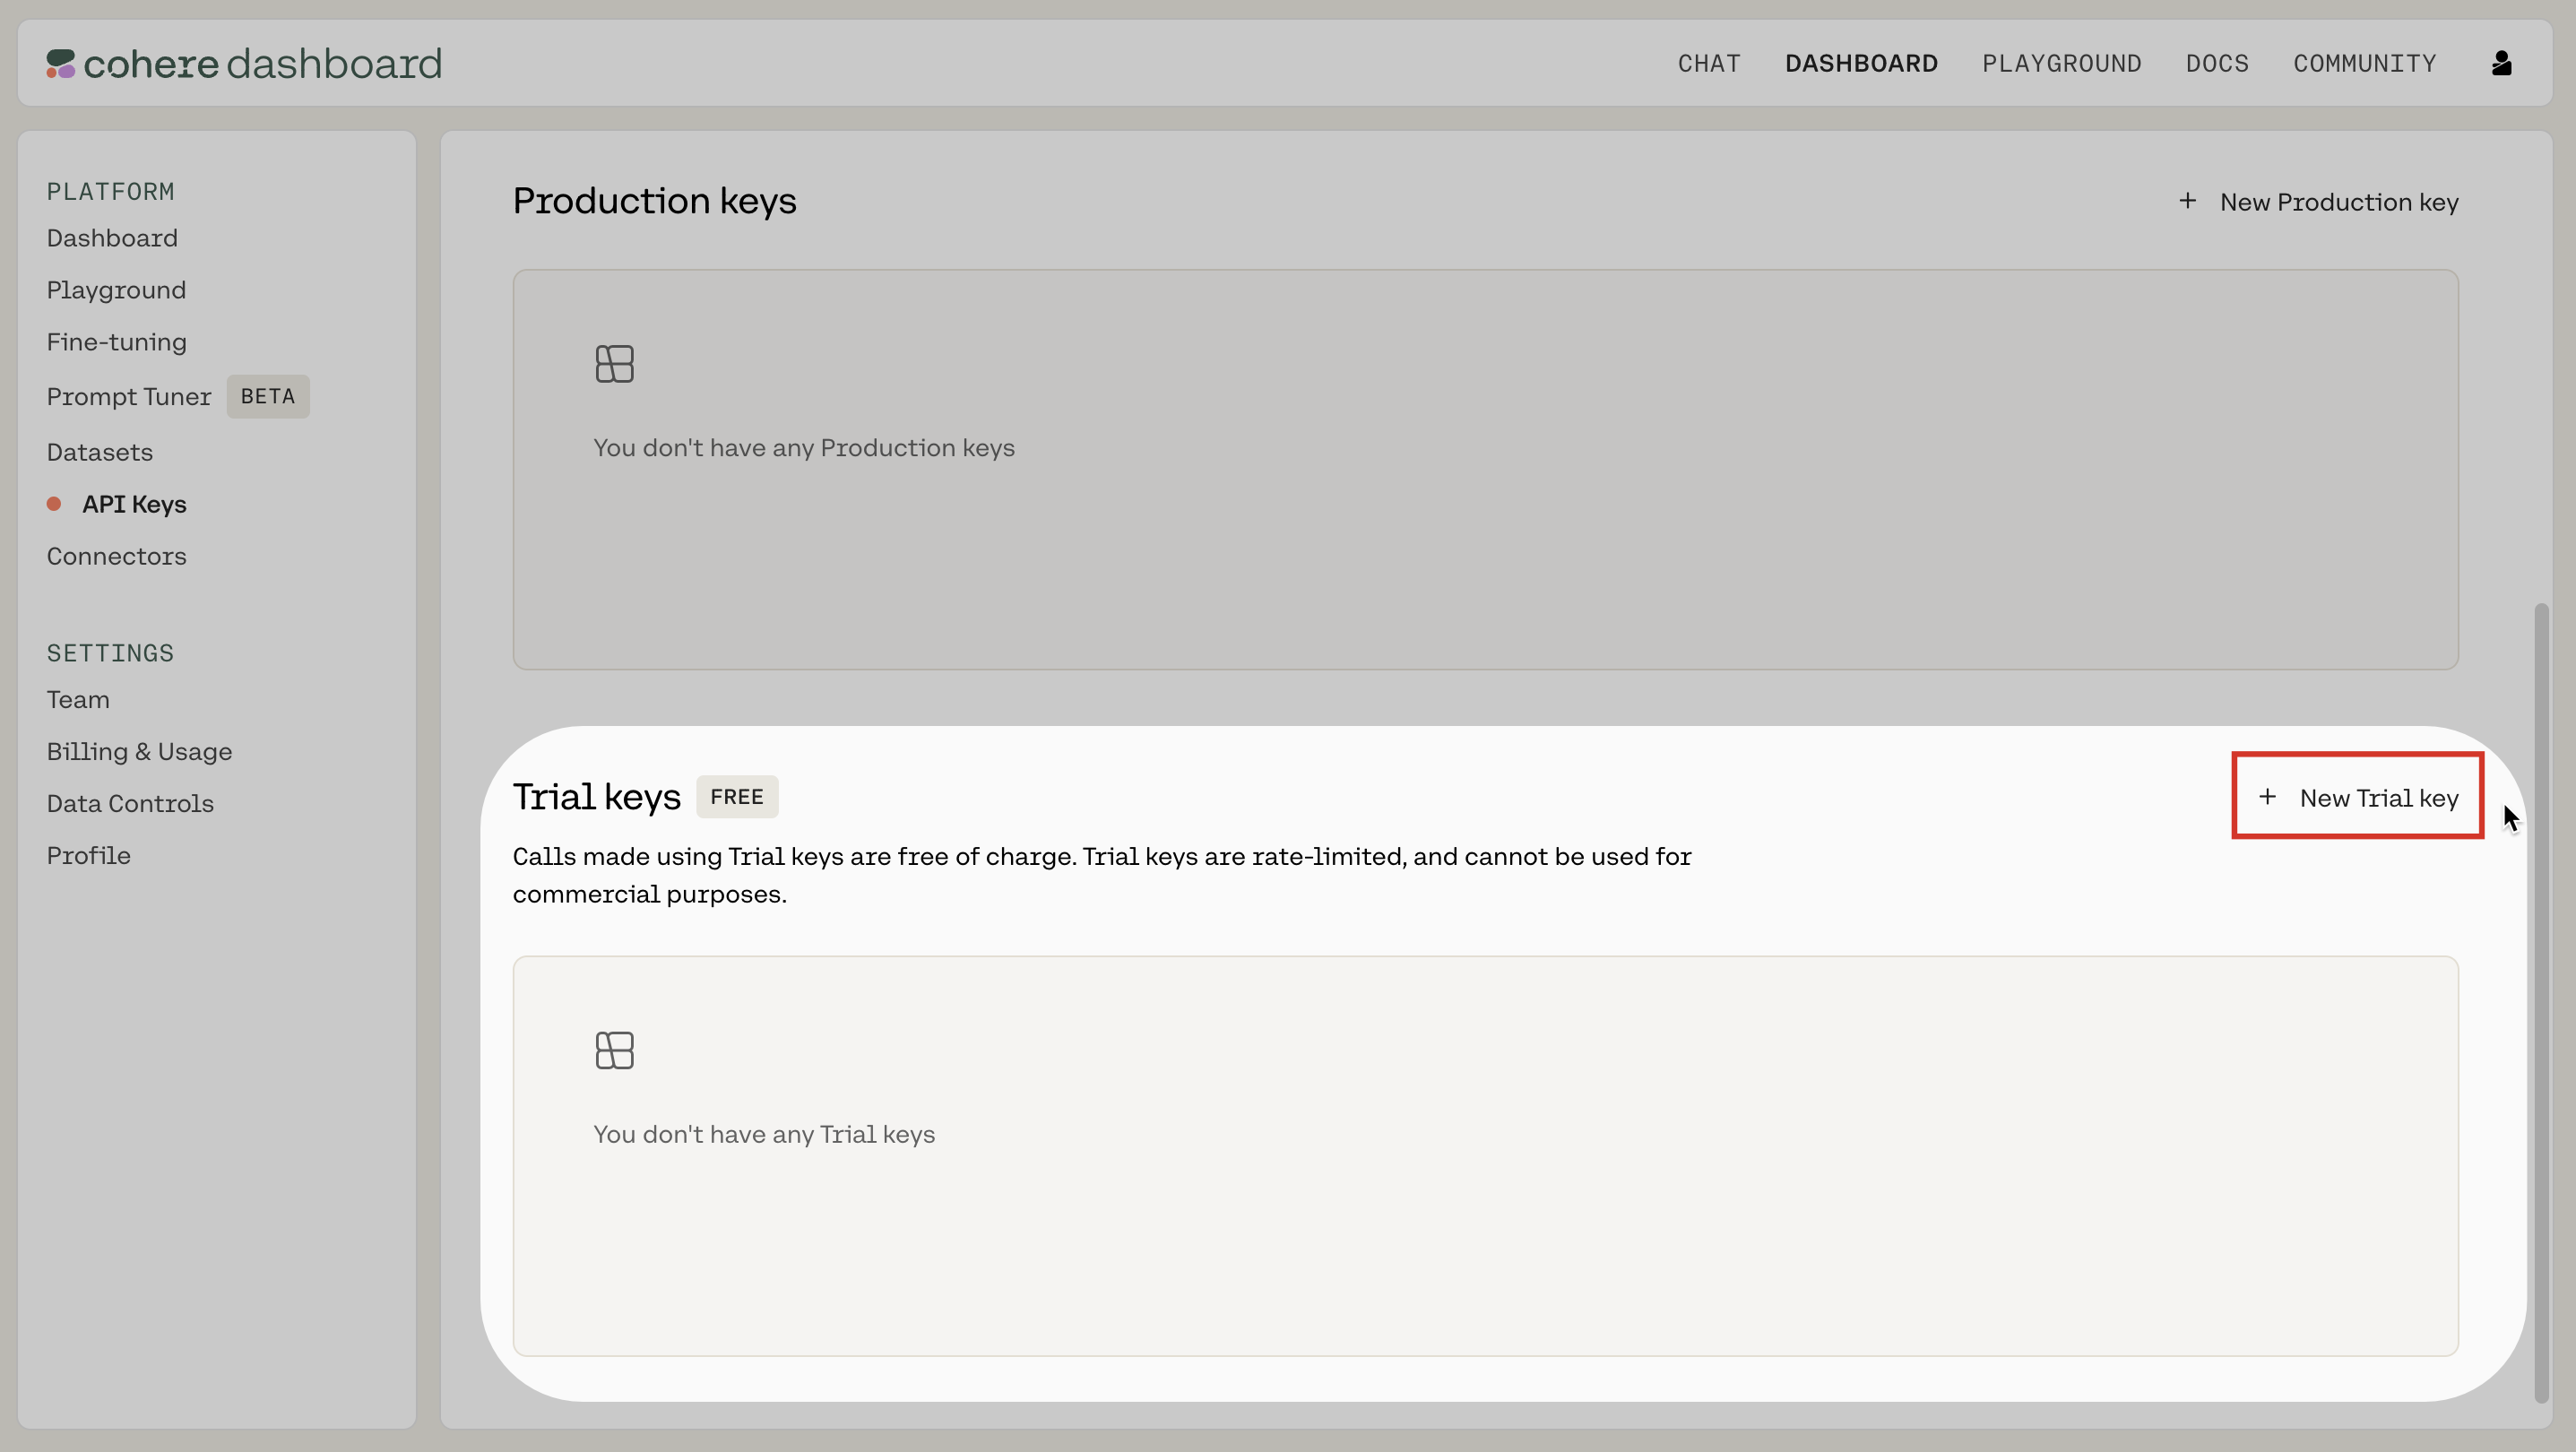 cohere dashboard
CHAT DASHBOARD PLAYGROUND DOCS COMMUNITY
PLATFORM
Dashboard
Playground
Fine-tuning
Prompt Tuner BETA
Datasets
API Keys
Connectors
SETTINGS
Team
Billing & Usage
Data Controls
Profile
Production keys
+ New Production key
You don't have any Production keys
Trial keys FREE
+ New Trial key
Calls made using Trial keys are free of charge. Trial keys are rate-limited, and cannot be used for
commercial purposes.
You don't have any Trial keys